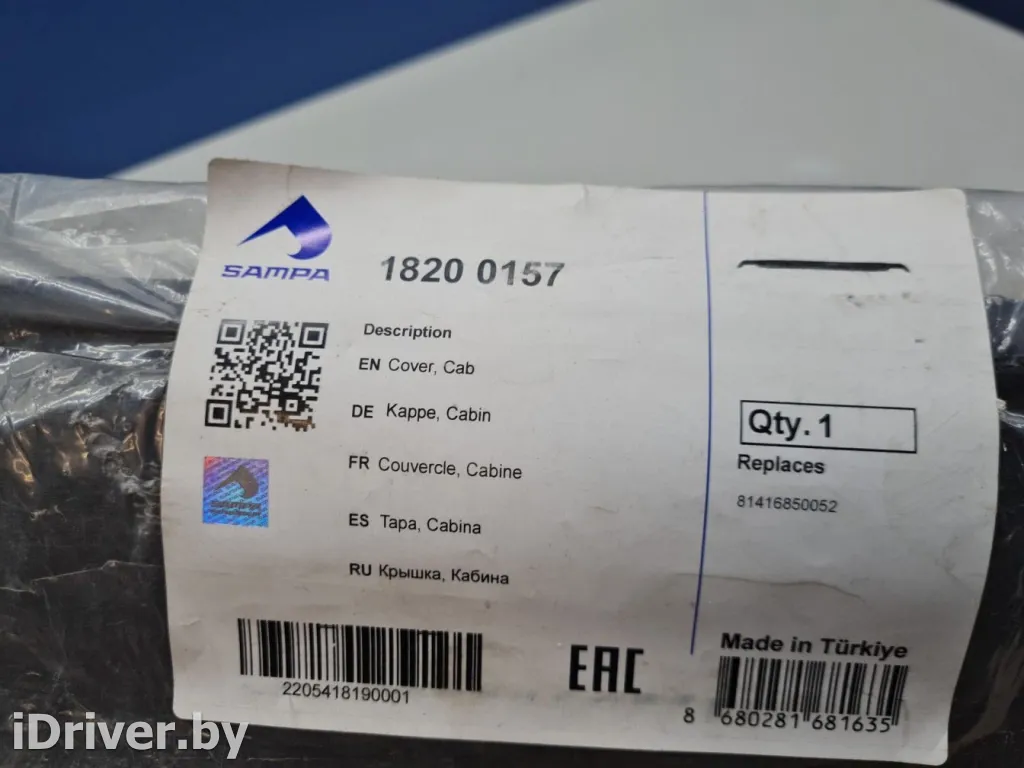 SAMPA
1820 0157
Description
EN Cover, Cab
DE Kappe, Cabin
FR Couvercle, Cabine
ES Tapa, Cabina
RU Крышка, Кабина
Qty. 1
Replaces
81416850052
2205418190001
EAC
Made in Türkiye
8 680281 681635
iDriver.by